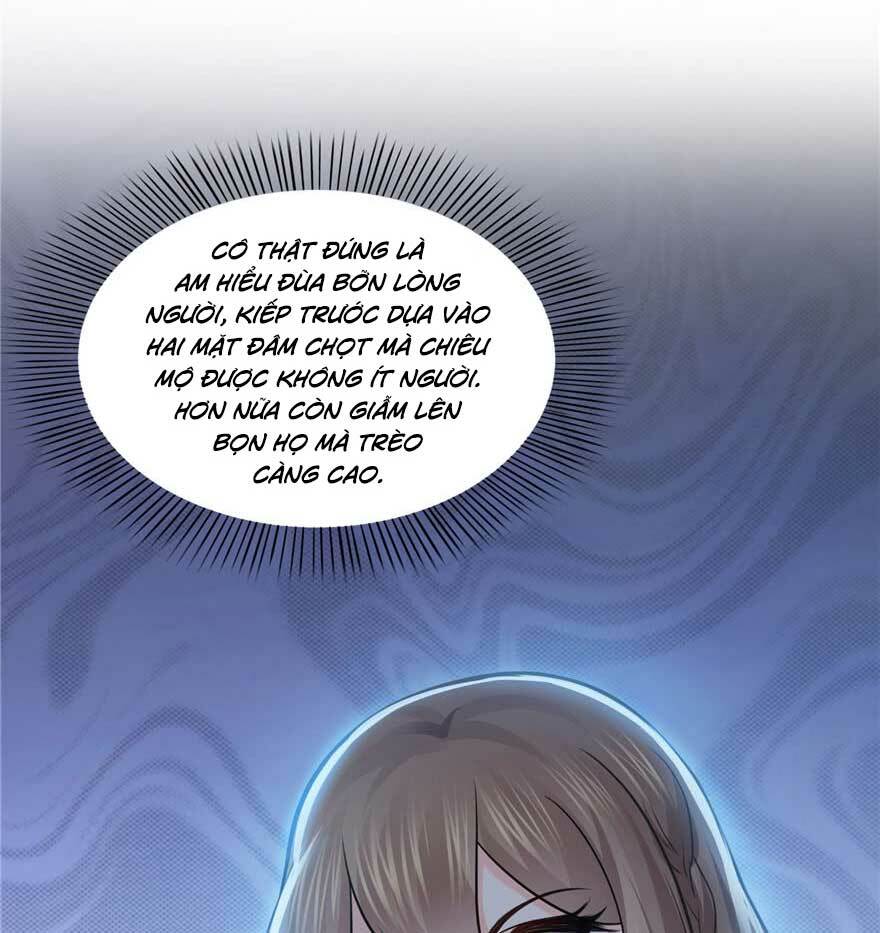 CÔ THẬT ĐÚNG LÀ
AM HIỂU ĐÙA BỠN LÒNG
NGƯỜI, KIẾP TRƯỚC DỰA VÀO
HAI MẶT ĐÂM CHỌT MÀ CHIÊU
MỘ ĐƯỢC KHÔNG ÍT NGƯỜI.
HƠN NỮA CÒN GIẪM LÊN
BỌN HỌ MÀ TRÈO
CÀNG CAO.